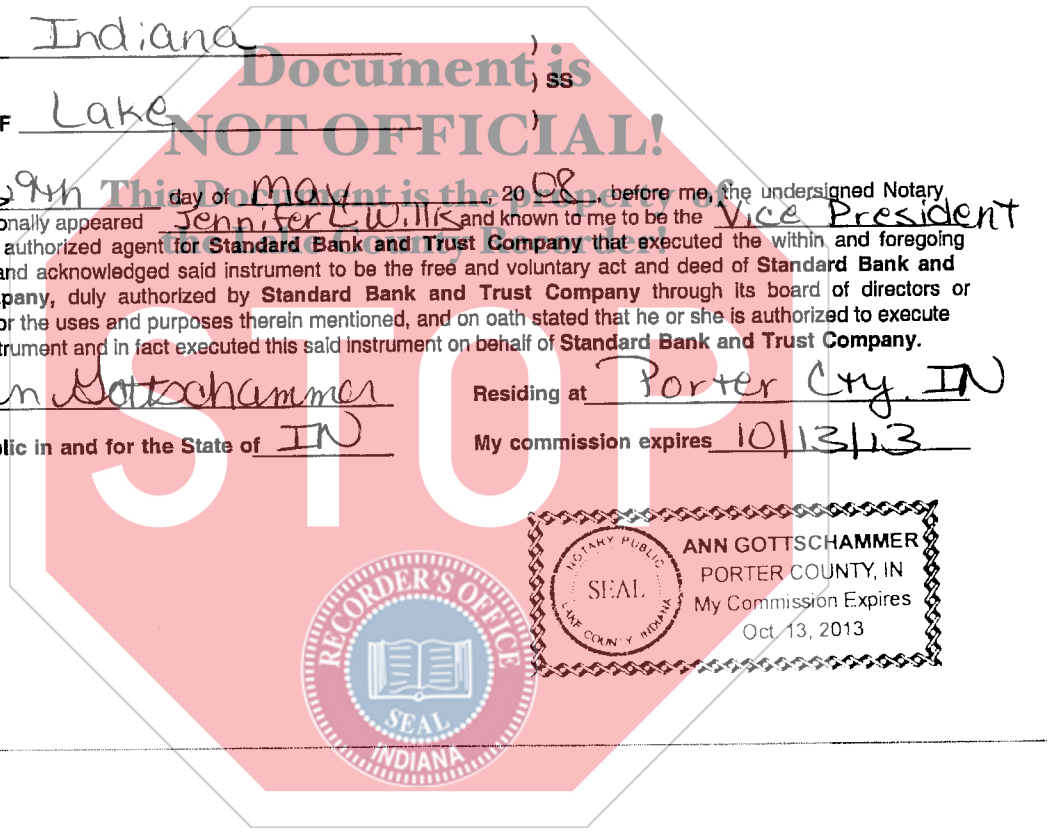 Indiana )
Document is
) SS
F Lake )
NOT OFFICIAL!
29th day of May, 20 08, before me, the undersigned Notary
This Document is the property of
onally appeared Jennifer L Willis and known to me to be the Vice President
the Lake County Recorder!
authorized agent for Standard Bank and Trust Company that executed the within and foregoing
and acknowledged said instrument to be the free and voluntary act and deed of Standard Bank and
pany, duly authorized by Standard Bank and Trust Company through its board of directors or
or the uses and purposes therein mentioned, and on oath stated that he or she is authorized to execute
trument and in fact executed this said instrument on behalf of Standard Bank and Trust Company.
STOP
n Gottschammer Residing at Porter Cty. IN
lic in and for the State of IN My commission expires 10/13/13
NOTARY PUBLIC
SEAL
LAKE COUNTY INDIANA
ANN GOTTSCHAMMER
PORTER COUNTY, IN
My Commission Expires
Oct. 13, 2013
RECORDER'S OFFICE
SEAL
INDIANA